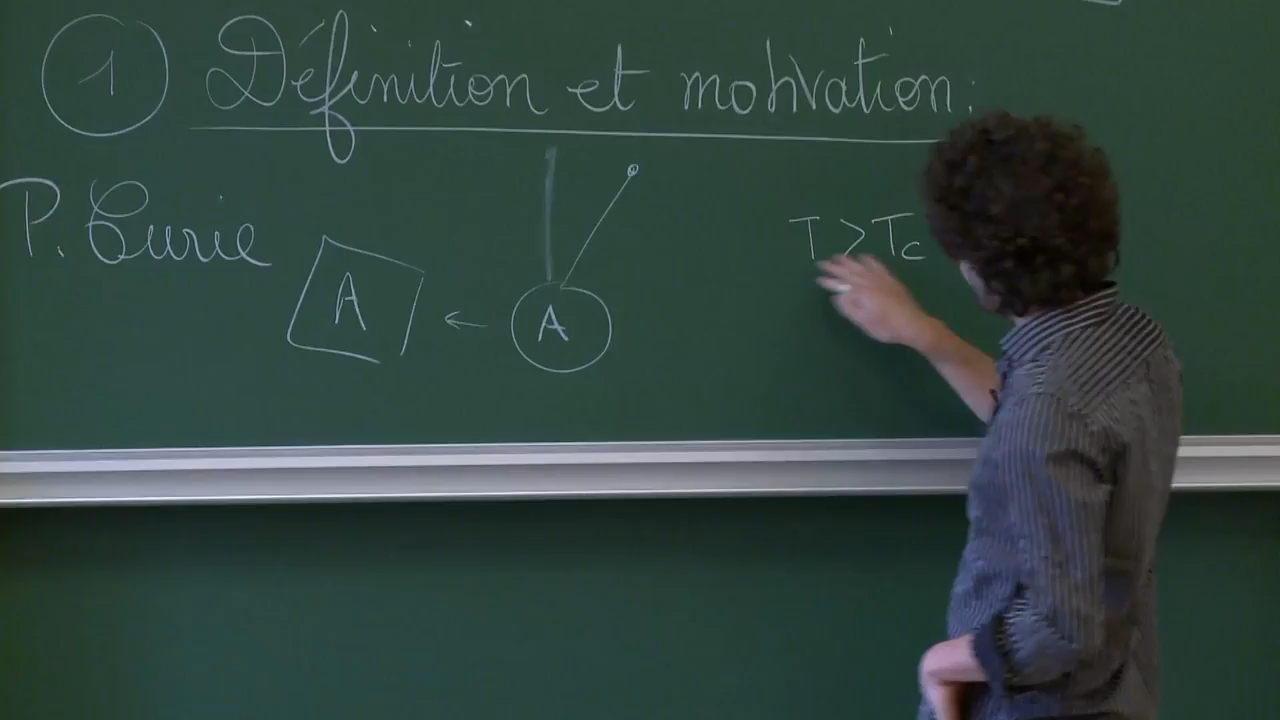 1 Définition et motivation:
P. Curie
T > Tc
A ← A